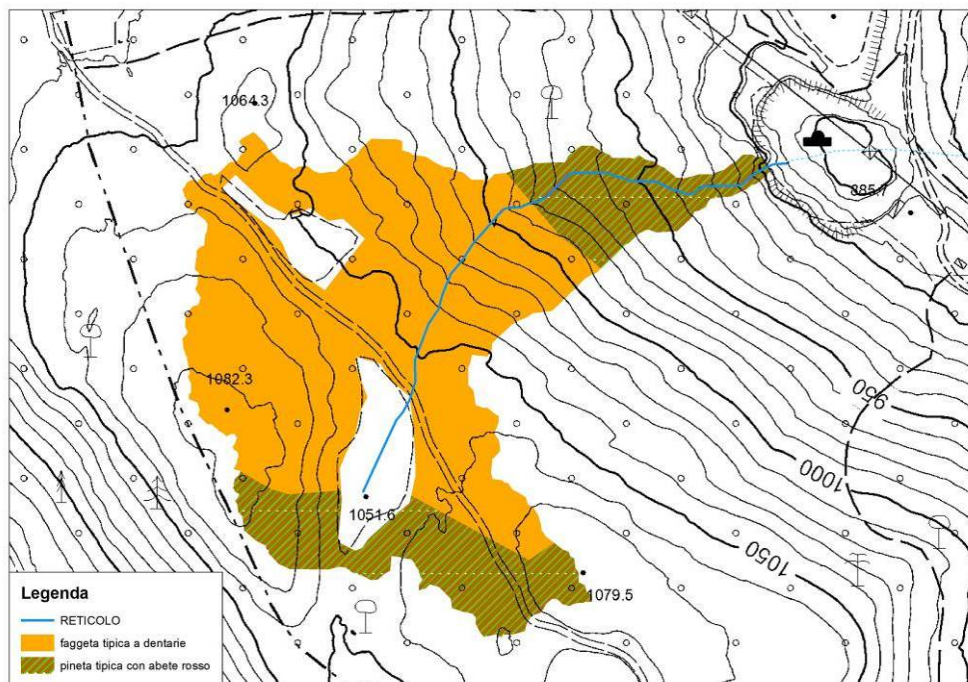 1064.3
885.7
1082.3
950
1000
1051.6
1050
1079.5
Legenda
RETICOLO
faggeta tipica a dentarie
pineta tipica con abete rosso